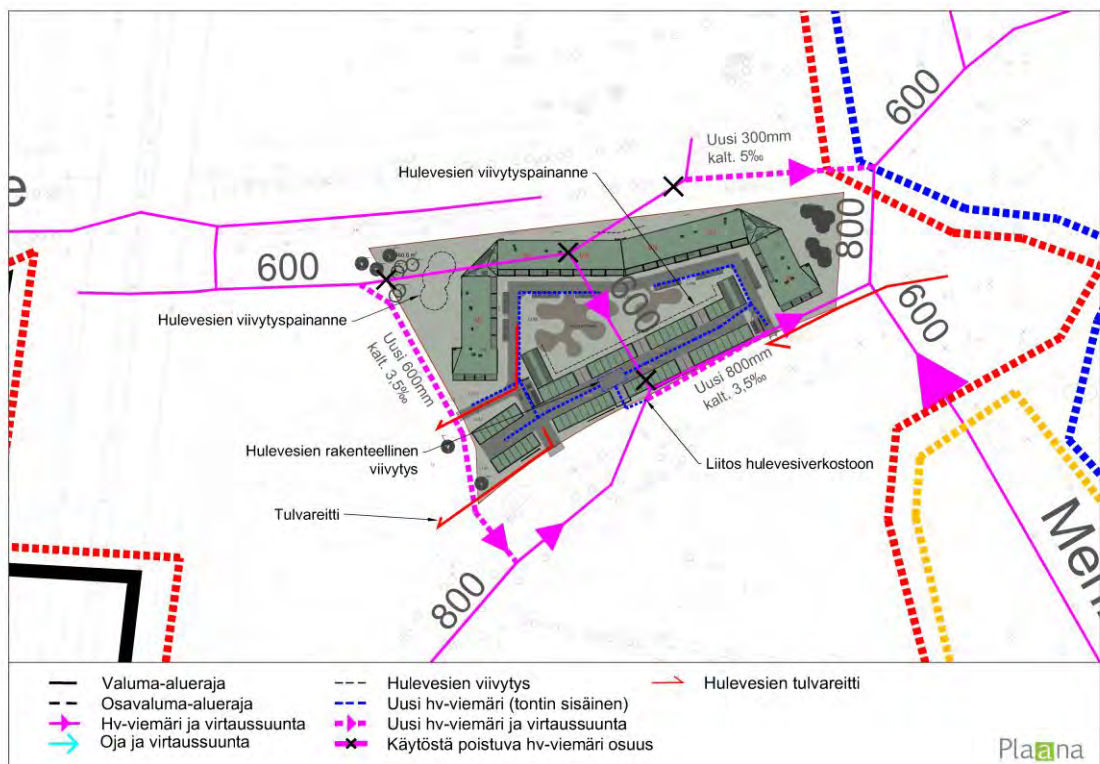 e
600
600
800
600
600
800
Mem
Uusi 300mm
kalt. 5‰
Hulevesien viivytyspainanne
Hulevesien viivytyspainanne
Uusi 600mm
kalt. 3,5‰
Uusi 800mm
kalt. 3,5‰
Hulevesien rakenteellinen
viivytys
Liitos hulevesiverkostoon
Tulvareitti
Valuma-alueraja
Osavaluma-alueraja
Hv-viemäri ja virtaussuunta
Oja ja virtaussuunta
Hulevesien viivytys
Uusi hv-viemäri (tontin sisäinen)
Uusi hv-viemäri ja virtaussuunta
Käytöstä poistuva hv-viemäri osuus
Hulevesien tulvareitti
Plaana